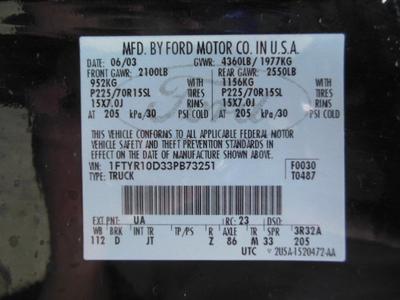 MFD. BY FORD MOTOR CO. IN U.S.A.
DATE: 06/03 GVWR: 4360LB/ 1977KG
FRONT GAWR: 2100LB REAR GAWR: 2550LB
952KG WITH 1156KG WITH
P225/70R15SL TIRES P225/70R15SL TIRES
15X7.0J RIMS 15X7.0J RIMS
AT 205 kPa/30 PSI COLD AT 205 kPa/30 PSI COLD
THIS VEHICLE CONFORMS TO ALL APPLICABLE FEDERAL MOTOR
VEHICLE SAFETY AND THEFT PREVENTION STANDARDS IN
EFFECT ON THE DATE OF MANUFACTURE SHOWN ABOVE.
VIN: 1FTYR10D33PB73251 F0030
TYPE: TRUCK T0487
EXT PNT: UA RC: 23 DSO:
WB BRK INT TR TP/PS R AXLE TR SPR 3R32A
112 D JT Z 86 M 33 205
UTC 2USA-1520472-AA
Ford